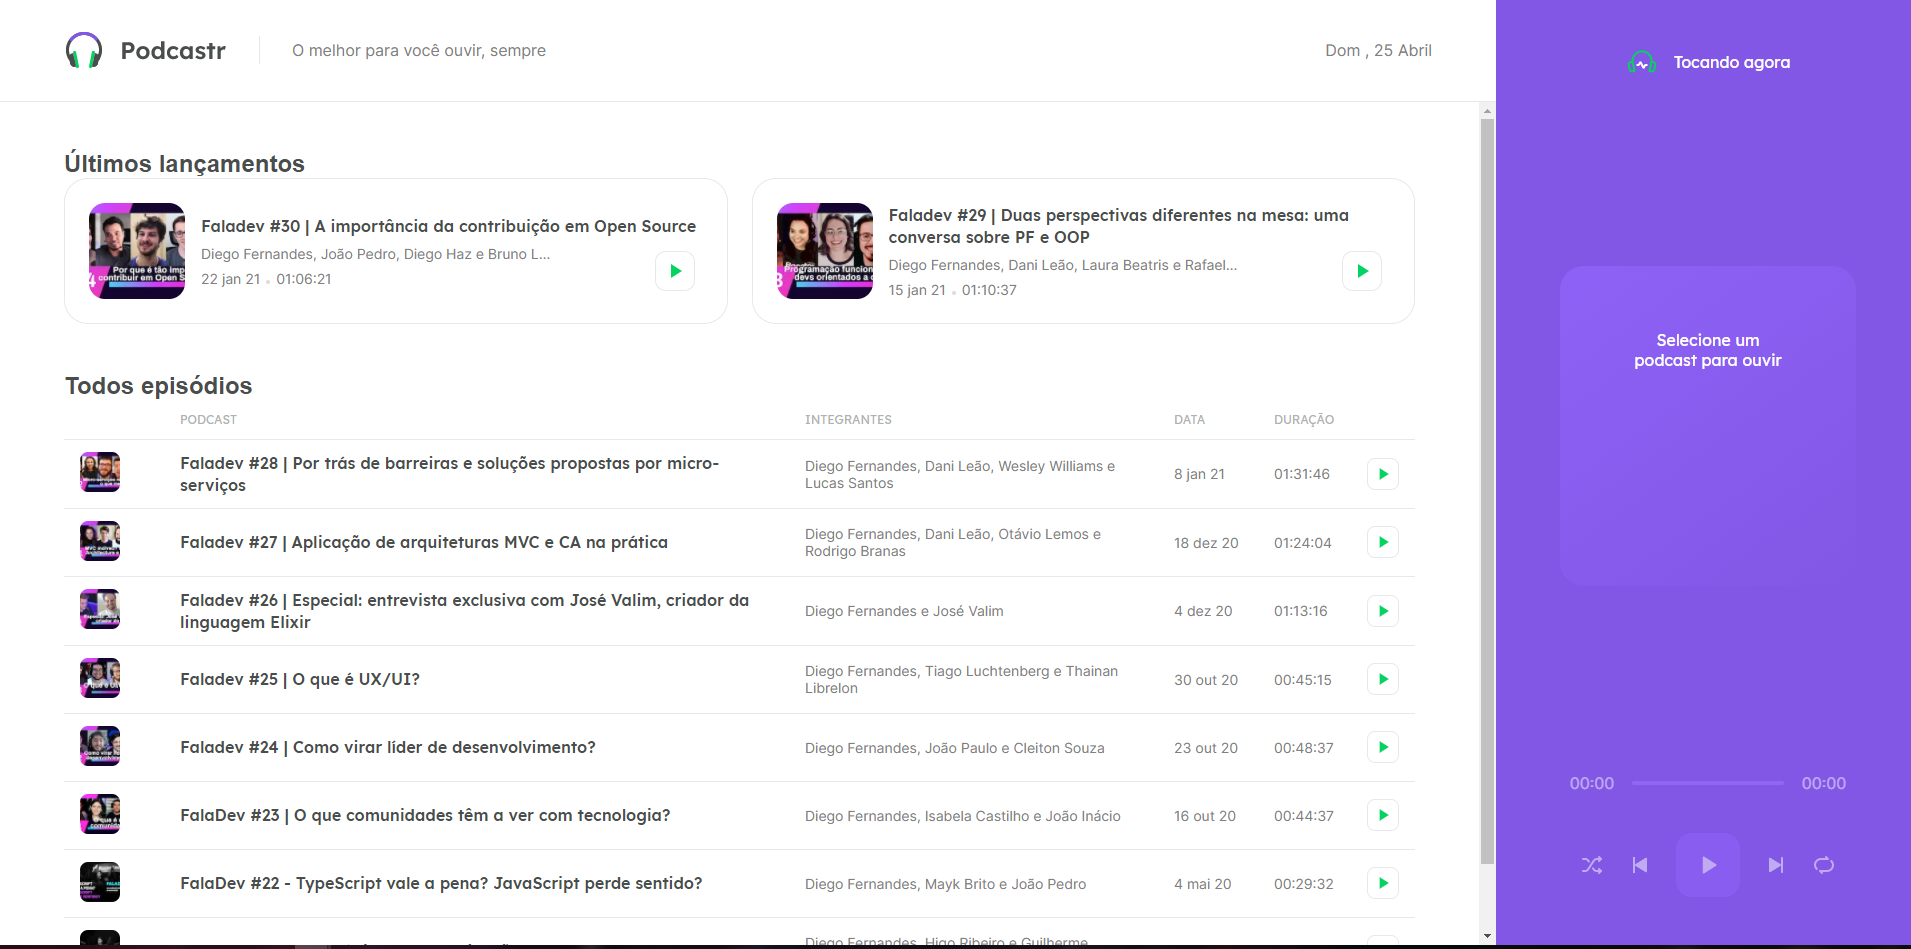 Podcastr
O melhor para você ouvir, sempre
Dom , 25 Abril
Tocando agora
Últimos lançamentos
Faladev #30 | A importância da contribuição em Open Source
Diego Fernandes, João Pedro, Diego Haz e Bruno L...
22 jan 21 • 01:06:21
Por que é tão imp
contribuir em Open S
Faladev #29 | Duas perspectivas diferentes na mesa: uma
conversa sobre PF e OOP
Diego Fernandes, Dani Leão, Laura Beatris e Rafael...
15 jan 21 • 01:10:37
Programação funcion
devs orientados a o
Selecione um
podcast para ouvir
Todos episódios
PODCAST INTEGRANTES DATA DURAÇÃO
Faladev #28 | Por trás de barreiras e soluções propostas por micro-
serviços
Diego Fernandes, Dani Leão, Wesley Williams e
Lucas Santos
8 jan 21
01:31:46
Faladev #27 | Aplicação de arquiteturas MVC e CA na prática
Diego Fernandes, Dani Leão, Otávio Lemos e
Rodrigo Branas
18 dez 20
01:24:04
Faladev #26 | Especial: entrevista exclusiva com José Valim, criador da
linguagem Elixir
Diego Fernandes e José Valim
4 dez 20
01:13:16
Faladev #25 | O que é UX/UI?
Diego Fernandes, Tiago Luchtenberg e Thainan
Librelon
30 out 20
00:45:15
Faladev #24 | Como virar líder de desenvolvimento?
Diego Fernandes, João Paulo e Cleiton Souza
23 out 20
00:48:37
FalaDev #23 | O que comunidades têm a ver com tecnologia?
Diego Fernandes, Isabela Castilho e João Inácio
16 out 20
00:44:37
FalaDev #22 - TypeScript vale a pena? JavaScript perde sentido?
Diego Fernandes, Mayk Brito e João Pedro
4 mai 20
00:29:32
Diego Fernandes, Higo Ribeiro e Guilherme
00:00 00:00